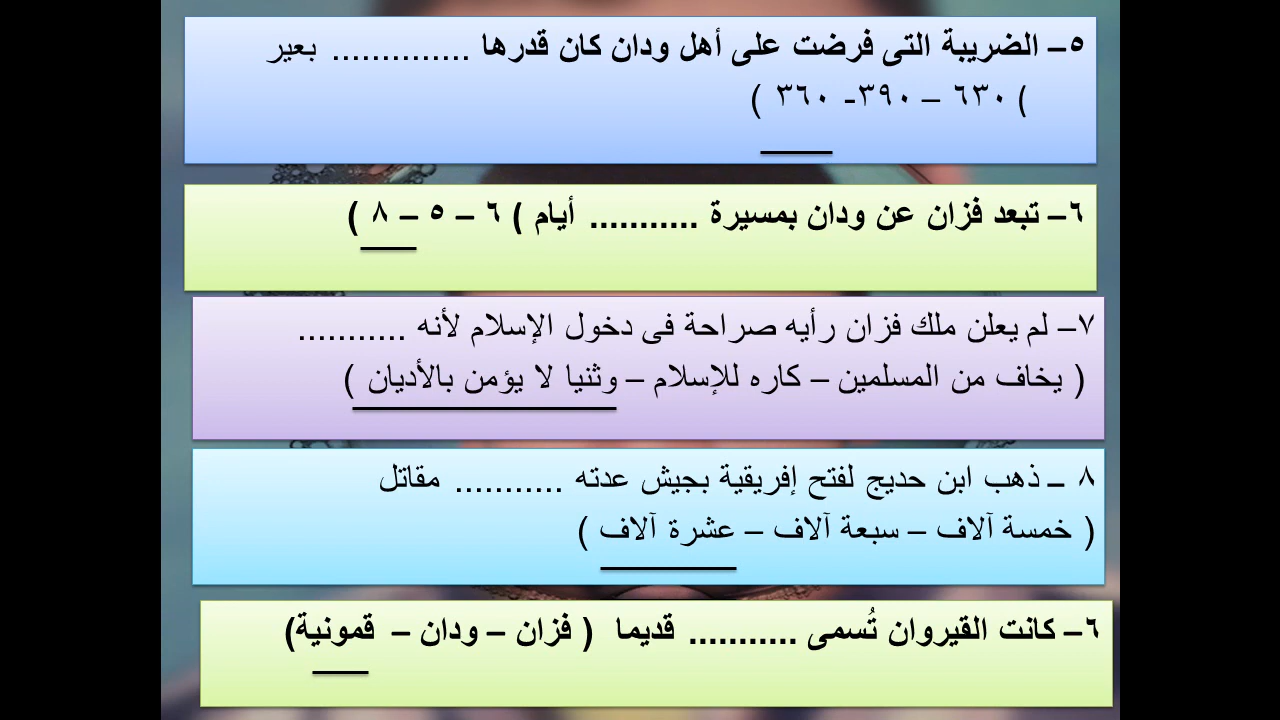 ٥– الضريبة التى فرضت على أهل ودان كان قدرها .............. بعير
) ٦٣٠ – ٣٩٠- ٣٦٠ )
٦– تبعد فزان عن ودان بمسيرة ........... أيام ) ٦ – ٥ – ٨ )
٧– لم يعلن ملك فزان رأيه صراحة فى دخول الإسلام لأنه ...........
( يخاف من المسلمين – كاره للإسلام – وثنيا لا يؤمن بالأديان )
٨ – ذهب ابن حديج لفتح إفريقية بجيش عدته ........... مقاتل
( خمسة آلاف – سبعة آلاف – عشرة آلاف )
٦– كانت القيروان تُسمى ........... قديما ( فزان – ودان – قمونية)